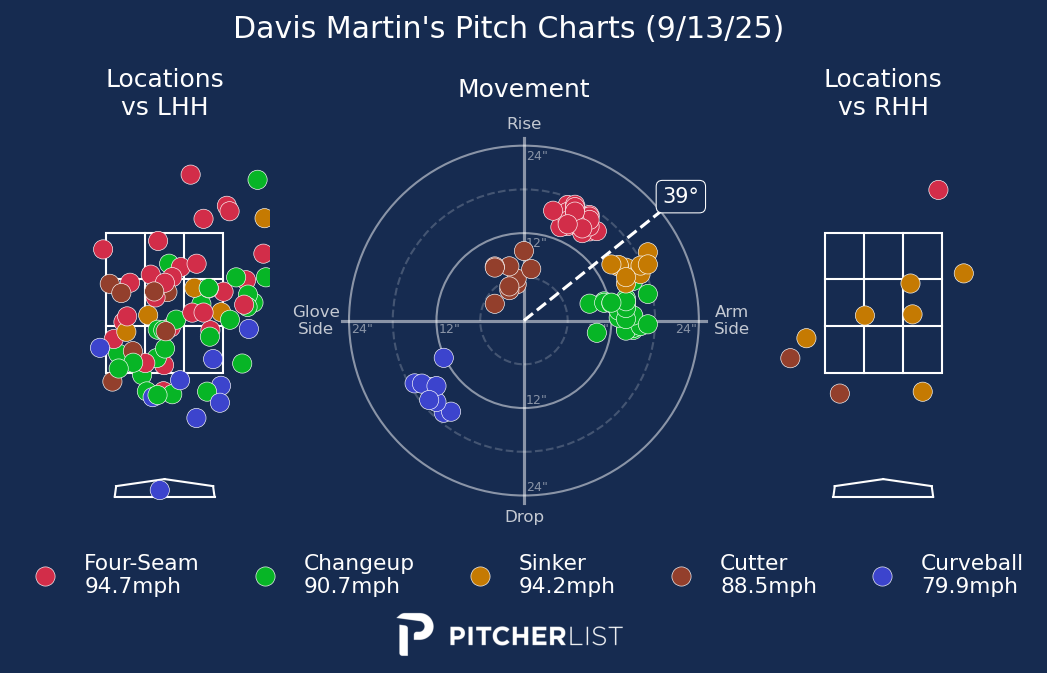 Davis Martin's Pitch Charts (9/13/25)
Locations
vs LHH
Movement
Locations
vs RHH
Rise
24"
39°
12"
Glove
Side
24"
12"
24"
Arm
Side
12"
24"
Drop
Four-Seam
94.7mph
Changeup
90.7mph
Sinker
94.2mph
Cutter
88.5mph
Curveball
79.9mph
PITCHERLIST